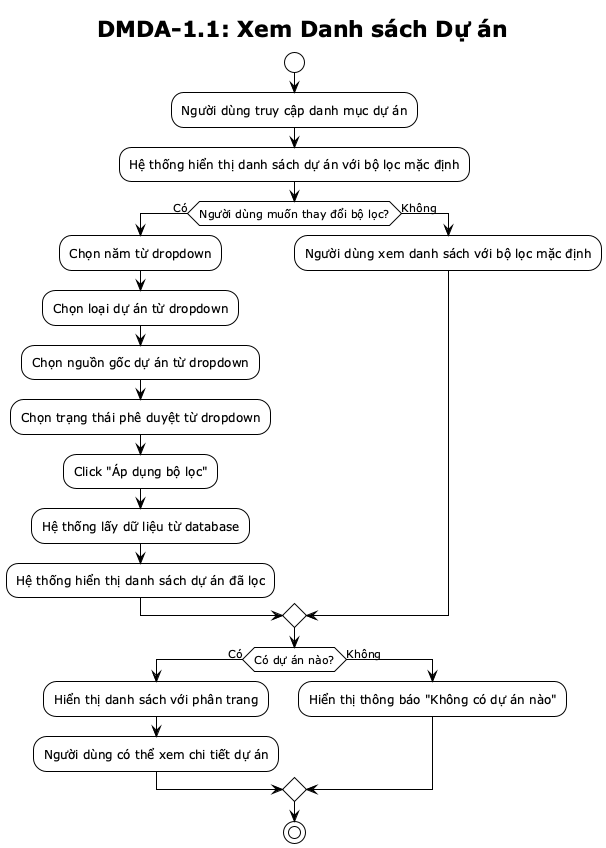 DMDA-1.1: Xem Danh sách Dự án
Người dùng truy cập danh mục dự án
Hệ thống hiển thị danh sách dự án với bộ lọc mặc định
Có
Người dùng muốn thay đổi bộ lọc?
Không
Chọn năm từ dropdown
Người dùng xem danh sách với bộ lọc mặc định
Chọn loại dự án từ dropdown
Chọn nguồn gốc dự án từ dropdown
Chọn trạng thái phê duyệt từ dropdown
Click "Áp dụng bộ lọc"
Hệ thống lấy dữ liệu từ database
Hệ thống hiển thị danh sách dự án đã lọc
Có
Có dự án nào?
Không
Hiển thị danh sách với phân trang
Hiển thị thông báo "Không có dự án nào"
Người dùng có thể xem chi tiết dự án